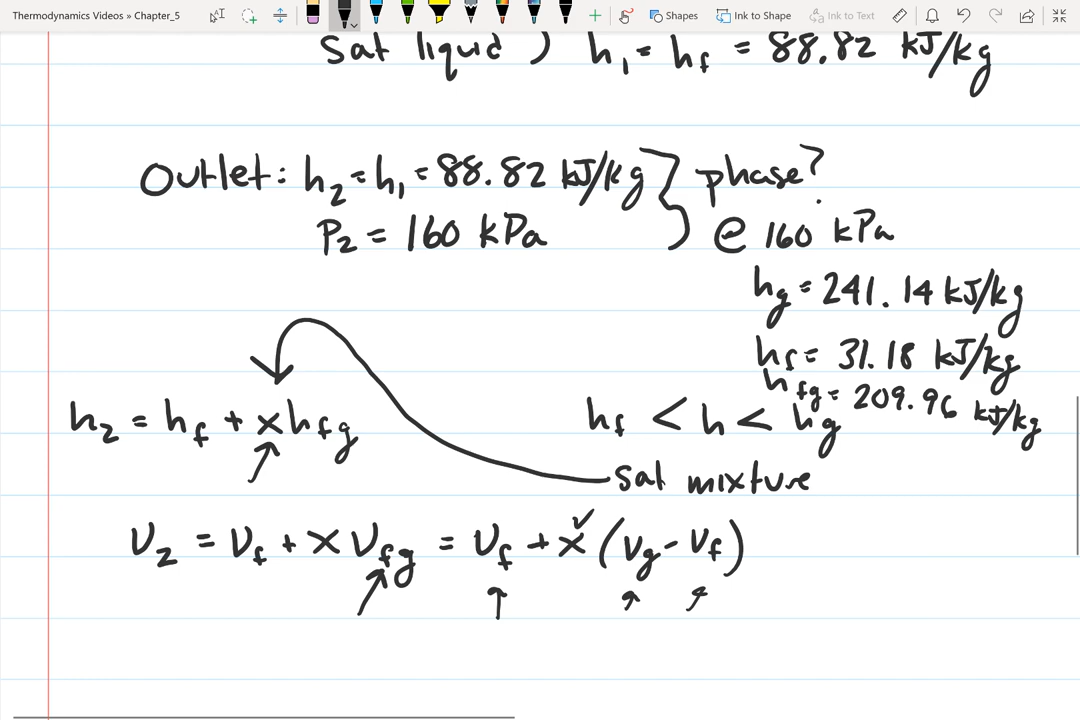 Thermodynamics Videos » Chapter_5
Shapes
Ink to Shape
Ink to Text
Sat liquid ) h₁ = hf = 88.82 kJ/kg
Outlet: h₂ = h₁ = 88.82 kJ/kg } phase?
P₂ = 160 kPa ) @ 160 kPa
hg = 241.14 kJ/kg
hf = 31.18 kJ/kg
hfg = 209.96 kJ/kg
h₂ = hf + x hfg
hf < h < hg
sat mixture
v₂ = vf + x vfg = vf + x (vg - vf)